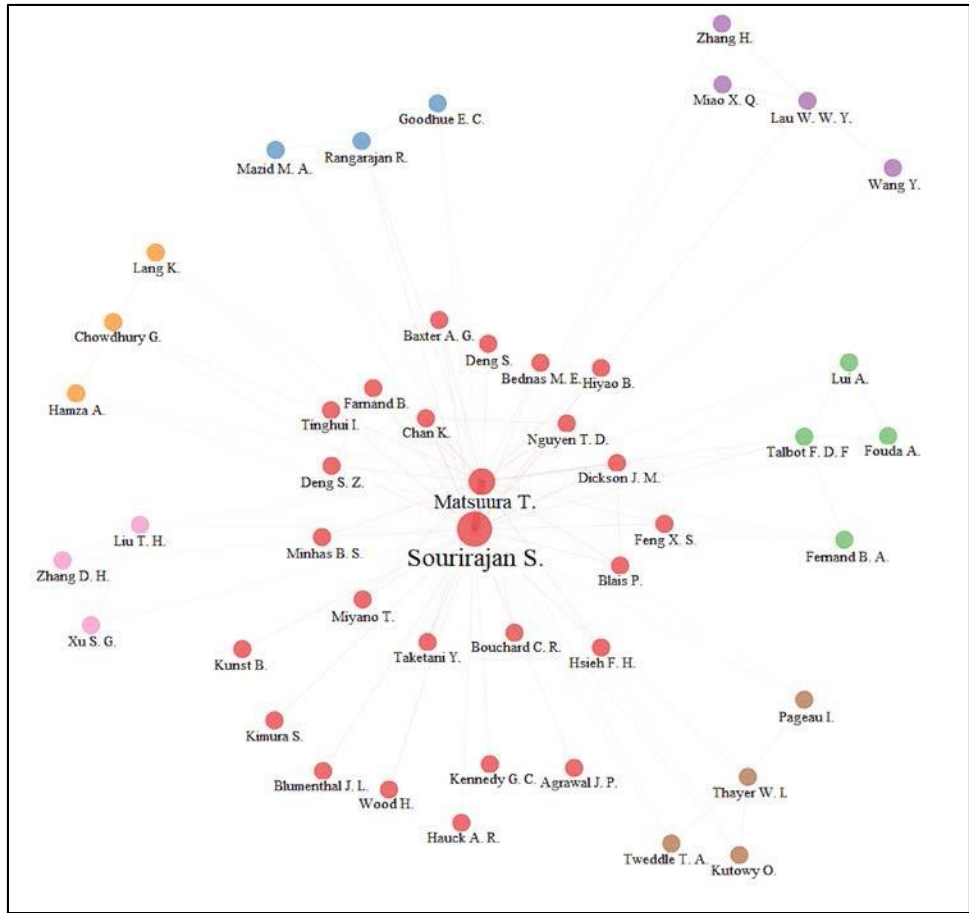 Zhang H.
Miao X. Q.
Lau W. W. Y.
Goodhue E. C.
Rangarajan R.
Mazid M. A.
Wang Y.
Lang K.
Chowdhury G.
Hamza A.
Baxter A. G.
Deng S.
Bednas M. E.
Hiyao B.
Lui A.
Farnand B.
Tinghui I.
Chan K.
Nguyen T. D.
Talbot F. D. F
Fouda A.
Deng S. Z.
Dickson J. M.
Matsuura T.
Liu T. H.
Minhas B. S.
Sourirajan S.
Feng X. S.
Fernand B. A.
Zhang D. H.
Blais P.
Xu S. G.
Miyano T.
Kunst B.
Taketani Y.
Bouchard C. R.
Hsieh F. H.
Pageau I.
Kimura S.
Blumenthal J. L.
Wood H.
Kennedy G. C.
Agrawal J. P.
Thayer W. L
Hauck A. R.
Tweddle T. A.
Kutowy O.